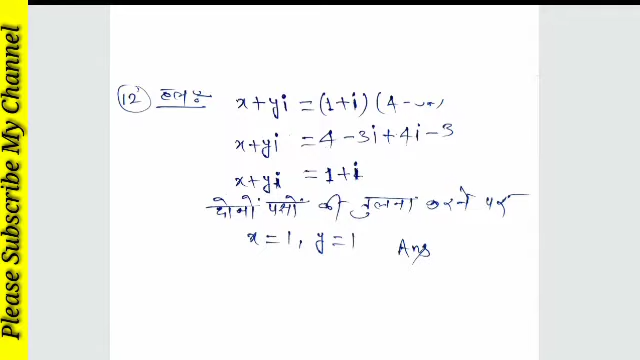 Please Subscribe My Channel
12 हल:
x+yi = (1+i) (4
x+yi = 4 - 3i + 4i - 3
x+yi = 1+i
दोनों पक्षों की तुलना करने पर
x = 1, y = 1 Ans